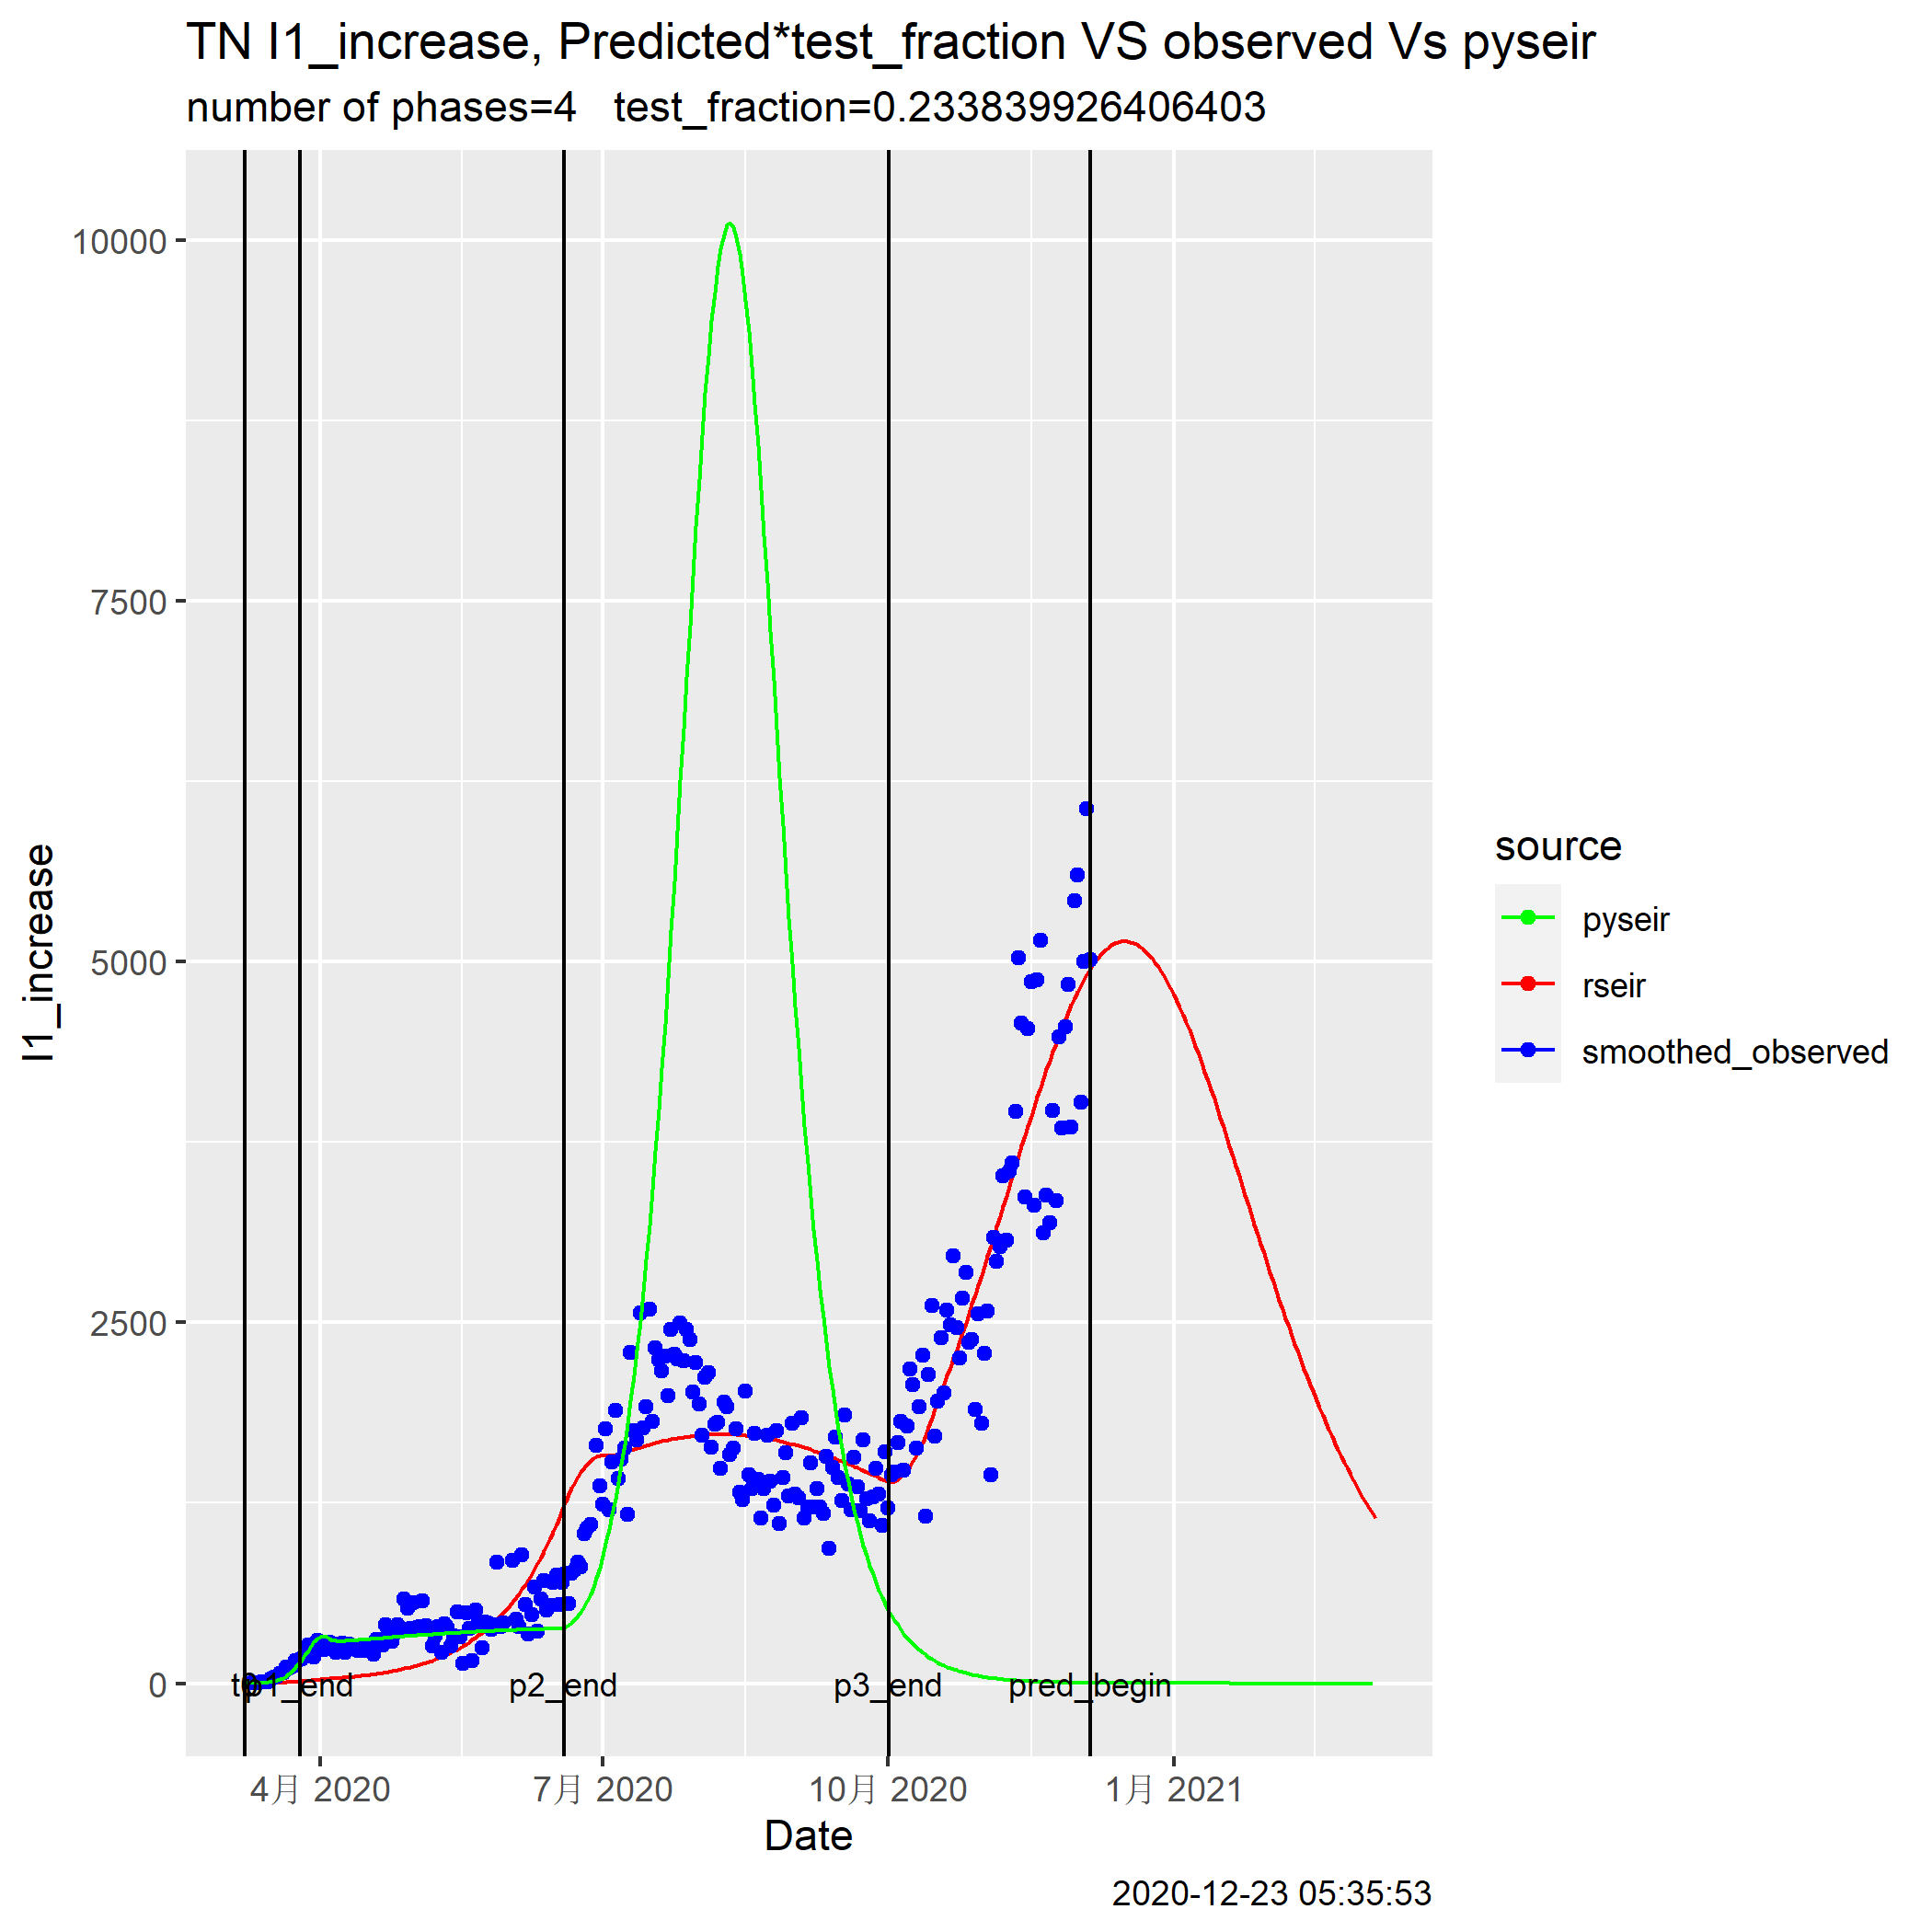 TN I1_increase, Predicted*test_fraction VS observed Vs pyseir
number of phases=4   test_fraction=0.233839926406403
I1_increase
10000
7500
5000
2500
0
t0
p1_end
p2_end
p3_end
pred_begin
4月 2020
7月 2020
10月 2020
1月 2021
Date
source
pyseir
rseir
smoothed_observed
2020-12-23 05:35:53